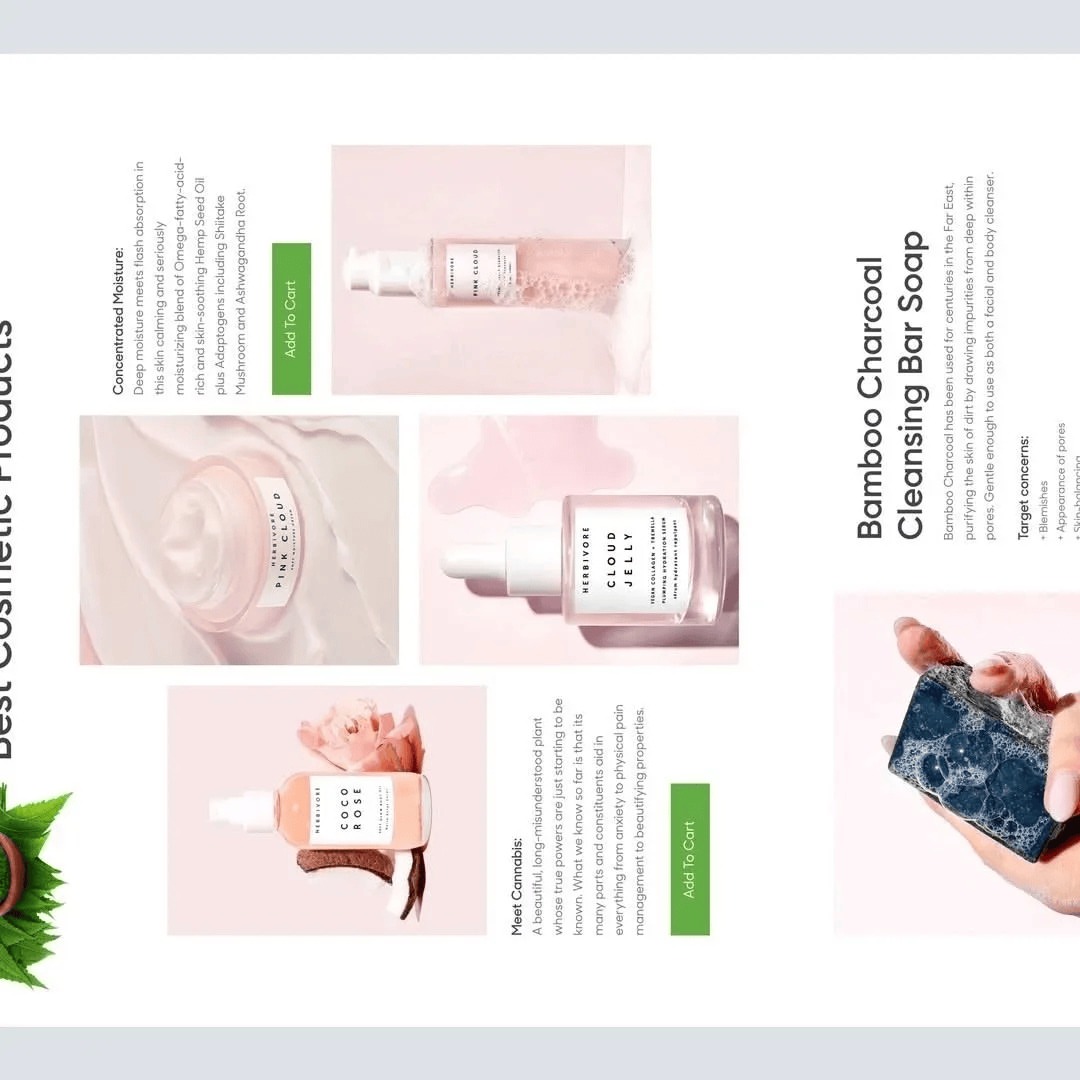 Best Cosmetic Products
HERBIVORE
COCO
ROSE
Meet Cannabis:
A beautiful, long-misunderstood plant
whose true powers are just starting to be
known. What we know so far is that its
many parts and constituents aid in
everything from anxiety to physical pain
management to beautifying properties.
Add To Cart
HERBIVORE
PINK CLOUD
SOFT MOISTURE CREAM
HERBIVORE
CLOUD
JELLY
VEGAN COLLAGEN + TREMELLA
PLUMPING HYDRATION SERUM
sérum hydratant repulpant
Concentrated Moisture:
Deep moisture meets flash absorption in
this skin calming and seriously
moisturizing blend of Omega-fatty-acid-
rich and skin-soothing Hemp Seed Oil
plus Adaptogens including Shiitake
Mushroom and Ashwagandha Root.
Add To Cart
HERBIVORE
PINK CLOUD
Bamboo Charcoal
Cleansing Bar Soap
Bamboo Charcoal has been used for centuries in the Far East,
purifying the skin of dirt by drawing impurities from deep within
pores. Gentle enough to use as both a facial and body cleanser.
Target concerns:
+ Blemishes
+ Appearance of pores
+ Skin-balancing